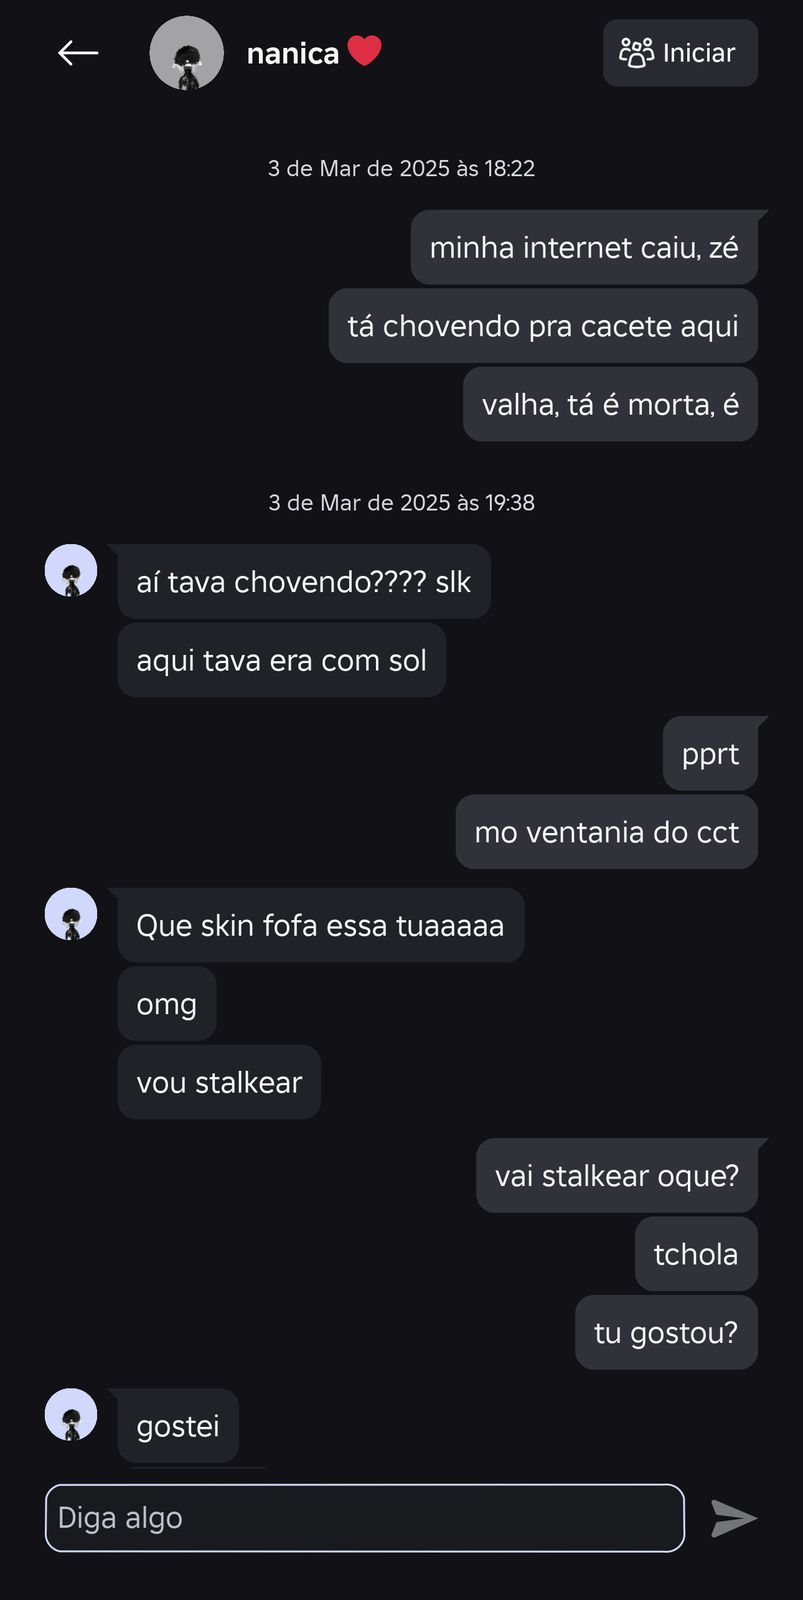 nanica❤️
Iniciar
3 de Mar de 2025 às 18:22
minha internet caiu, zé
tá chovendo pra cacete aqui
valha, tá é morta, é
3 de Mar de 2025 às 19:38
aí tava chovendo???? slk
aqui tava era com sol
pprt
mo ventania do cct
Que skin fofa essa tuaaaaa
omg
vou stalkear
vai stalkear oque?
tchola
tu gostou?
gostei
Diga algo